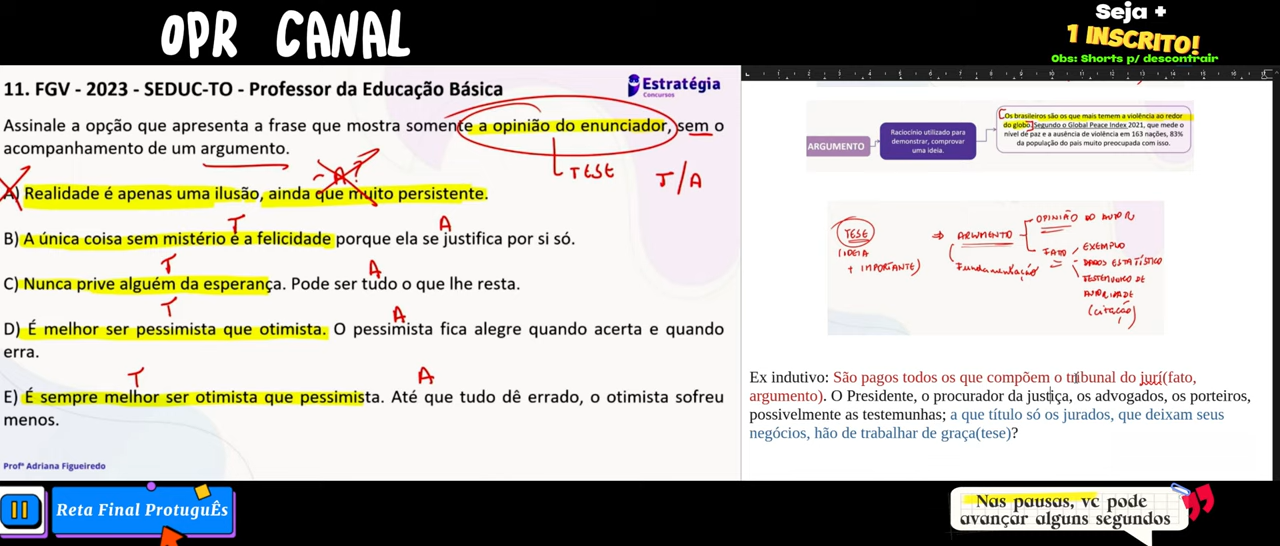 OPR CANAL
Seja +
1 INSCRITO!
Obs: Shorts p/ descontrair
11. FGV - 2023 - SEDUC-TO - Professor da Educação Básica
Estratégia
Concursos
Assinale a opção que apresenta a frase que mostra somente a opinião do enunciador, sem o
acompanhamento de um argumento.
TESE
T/A
A
A) Realidade é apenas uma ilusão, ainda que muito persistente.
T A
B) A única coisa sem mistério é a felicidade porque ela se justifica por si só.
T A
C) Nunca prive alguém da esperança. Pode ser tudo o que lhe resta.
T A
D) É melhor ser pessimista que otimista. O pessimista fica alegre quando acerta e quando
erra.
T A
E) É sempre melhor ser otimista que pessimista. Até que tudo dê errado, o otimista sofreu
menos.
Profª Adriana Figueiredo
ARGUMENTO
Raciocínio utilizado para
demonstrar, comprovar
uma ideia.
Os brasileiros são os que mais temem a violência ao redor
do globo. Segundo o Global Peace Index 2021, que mede o
nível de paz e a ausência de violência em 163 nações, 83%
da população do país muito preocupada com isso.
TESE
(IDEIA
+ IMPORTANTE)
⇒ ARGUMENTO
Fundamentação
OPINIÃO DO AUTOR
FATO
EXEMPLO
DADOS ESTATÍSTICO
TESTEMUNHO DE
AUTORIDADE
(citação)
Ex indutivo: São pagos todos os que compõem o tribunal do jurí(fato,
argumento). O Presidente, o procurador da justiça, os advogados, os porteiros,
possivelmente as testemunhas; a que título só os jurados, que deixam seus
negócios, hão de trabalhar de graça(tese)?
Reta Final ProtuguÊs
Nas pausas, vc pode
avançar alguns segundos